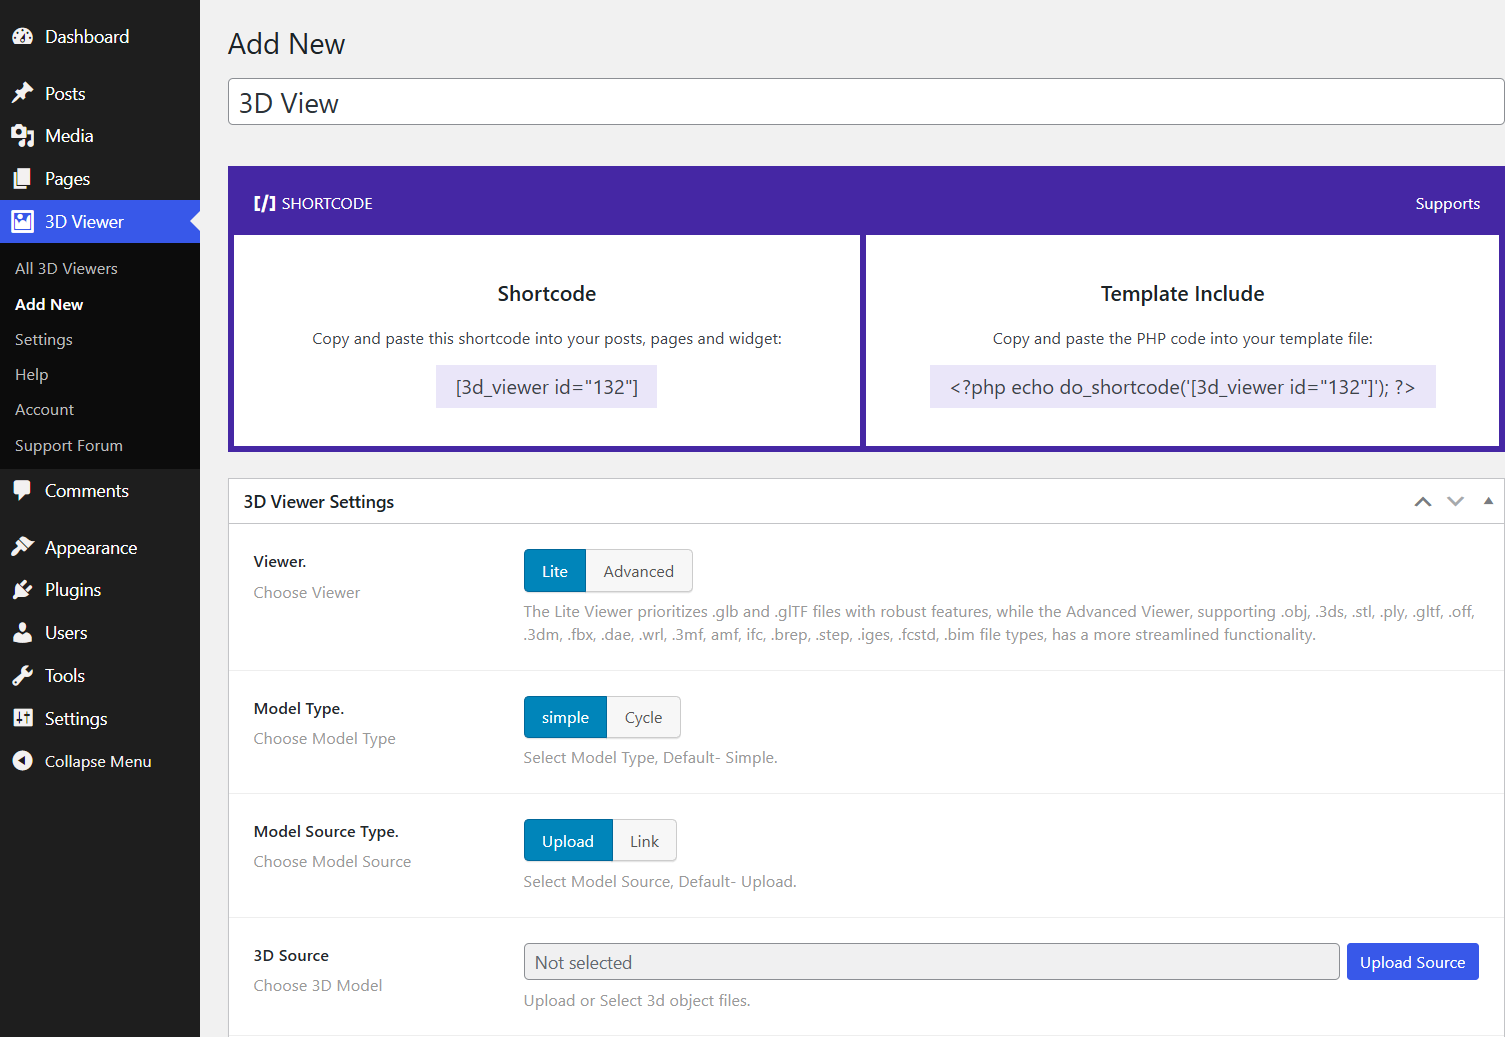 Dashboard
Posts
Media
Pages
3D Viewer
All 3D Viewers
Add New
Settings
Help
Account
Support Forum
Comments
Appearance
Plugins
Users
Tools
Settings
Collapse Menu
Add New
3D View
[/] SHORTCODE
Supports
Shortcode
Copy and paste this shortcode into your posts, pages and widget:
[3d_viewer id="132"]
Template Include
Copy and paste the PHP code into your template file:
<?php echo do_shortcode('[3d_viewer id="132"]'); ?>
3D Viewer Settings
Viewer.
Choose Viewer
Lite
Advanced
The Lite Viewer prioritizes .glb and .glTF files with robust features, while the Advanced Viewer, supporting .obj, .3ds, .stl, .ply, .gltf, .off,
.3dm, .fbx, .dae, .wrl, .3mf, amf, ifc, .brep, .step, .iges, .fcstd, .bim file types, has a more streamlined functionality.
Model Type.
Choose Model Type
simple
Cycle
Select Model Type, Default- Simple.
Model Source Type.
Choose Model Source
Upload
Link
Select Model Source, Default- Upload.
3D Source
Choose 3D Model
Not selected
Upload Source
Upload or Select 3d object files.